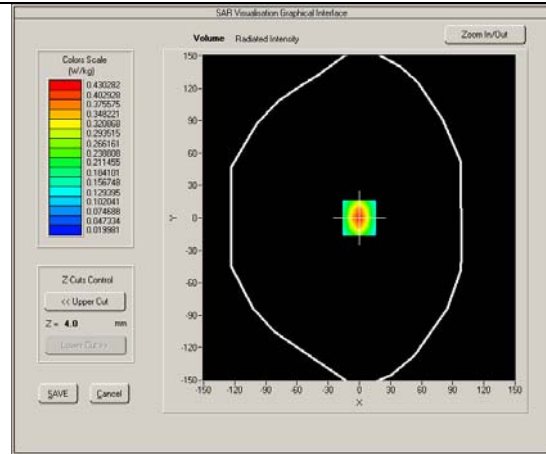 SAR Visualisation Graphical Interface
Volume Radiated Intensity
Zoom In/Out
Colors Scale
(W/kg)
0.430282
0.402928
0.375575
0.348221
0.320868
0.293515
0.266161
0.238808
0.211455
0.184101
0.156748
0.129395
0.102041
0.074688
0.047334
0.019981
Z Cuts Control
<< Upper Cut
Z = 4.0 mm
Lower Cut >>
SAVE Cancel
150
120
90
60
30
0
-30
-60
-90
-120
-150
Y
-150 -120 -90 -60 -30 0 30 60 90 120 150
X